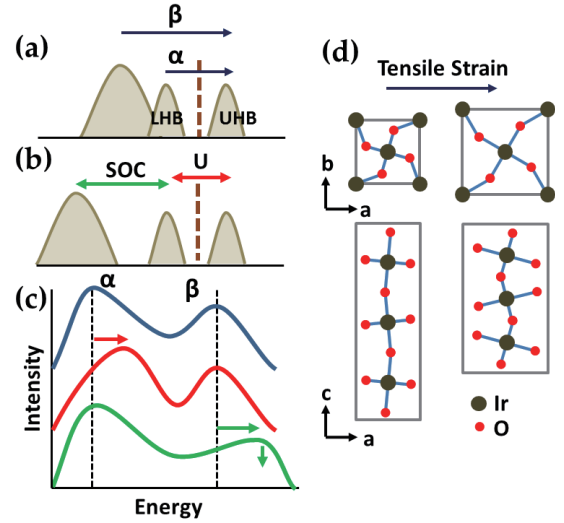 (a)
β
α
LHB
UHB
(b)
SOC
U
(c)
α
β
Intensity
Energy
(d)
Tensile Strain
b
a
c
a
Ir
O